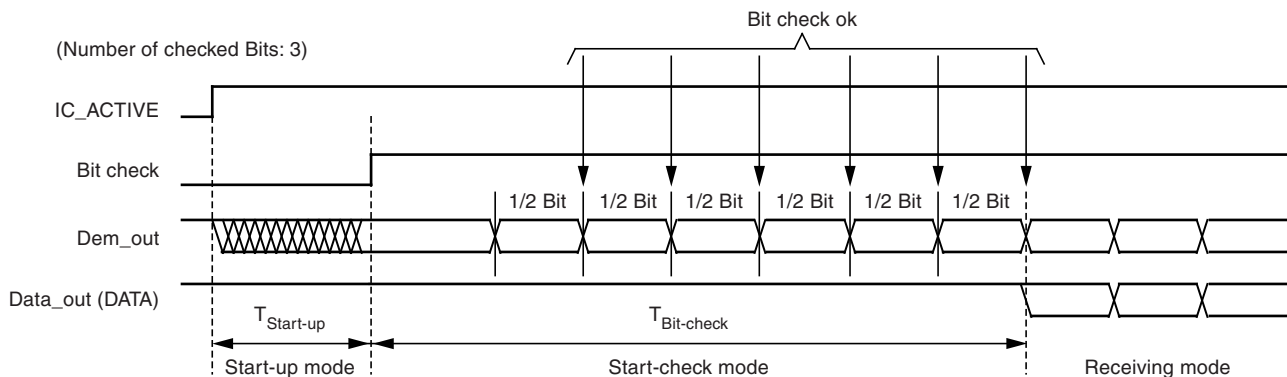 Bit check ok
(Number of checked Bits: 3)
IC_ACTIVE
Bit check
1/2 Bit 1/2 Bit 1/2 Bit 1/2 Bit 1/2 Bit 1/2 Bit
Dem_out
Data_out (DATA)
TStart-up TBit-check
Start-up mode Start-check mode Receiving mode